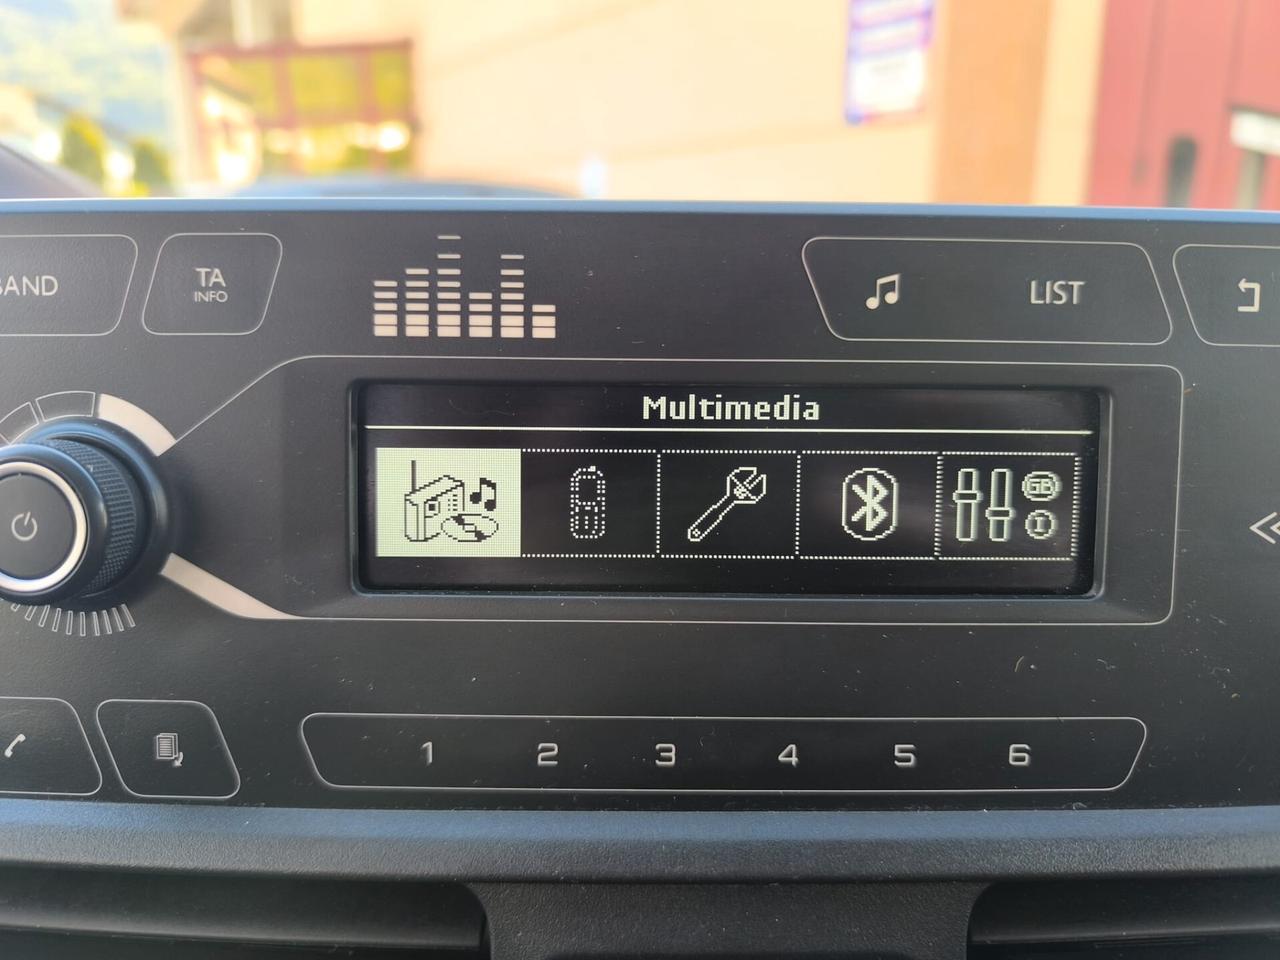 BAND
TA
INFO
LIST
Multimedia
GB
I
1 2 3 4 5 6